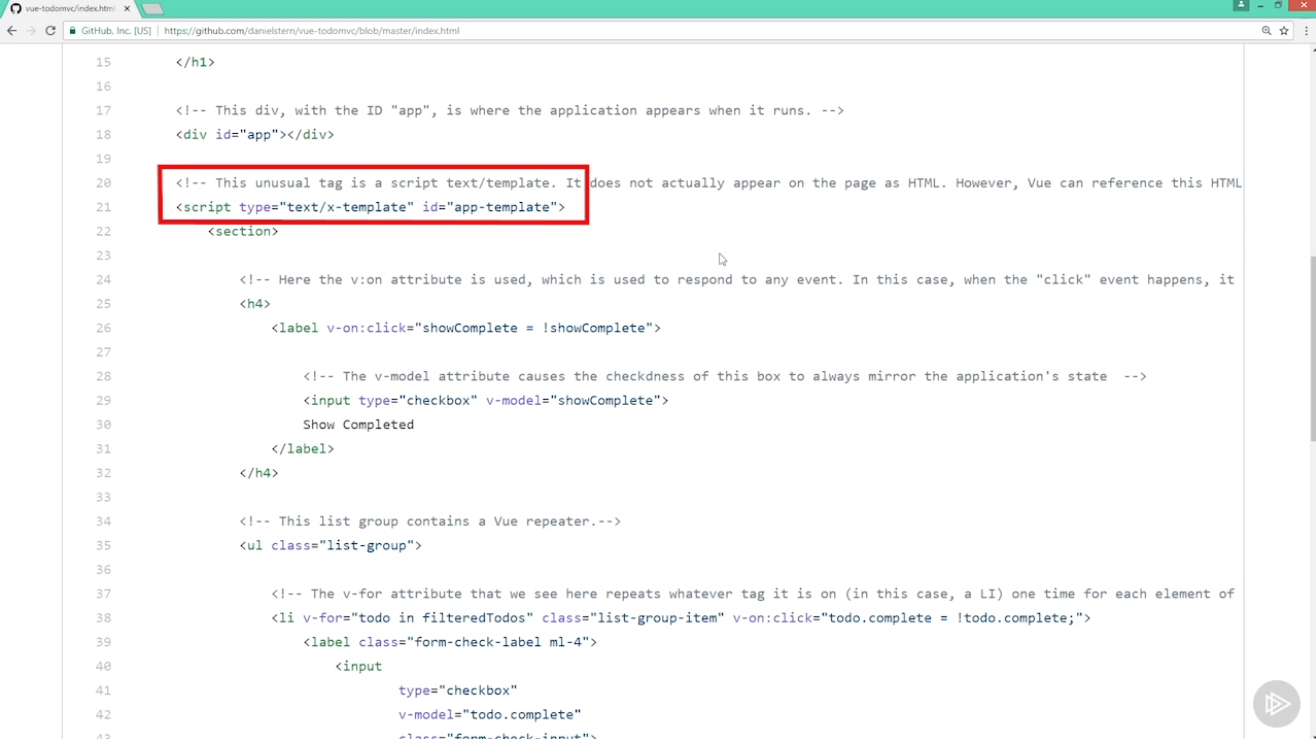 vue-todomvc/index.html
GitHub, Inc. [US] https://github.com/danielstern/vue-todomvc/blob/master/index.html
15 </h1>
16
17 <!-- This div, with the ID "app", is where the application appears when it runs. -->
18 <div id="app"></div>
19
20 <!-- This unusual tag is a script text/template. It does not actually appear on the page as HTML. However, Vue can reference this HTML
21 <script type="text/x-template" id="app-template">
22 <section>
23
24 <!-- Here the v:on attribute is used, which is used to respond to any event. In this case, when the "click" event happens, it
25 <h4>
26 <label v-on:click="showComplete = !showComplete">
27
28 <!-- The v-model attribute causes the checkdness of this box to always mirror the application's state -->
29 <input type="checkbox" v-model="showComplete">
30 Show Completed
31 </label>
32 </h4>
33
34 <!-- This list group contains a Vue repeater.-->
35 <ul class="list-group">
36
37 <!-- The v-for attribute that we see here repeats whatever tag it is on (in this case, a LI) one time for each element of
38 <li v-for="todo in filteredTodos" class="list-group-item" v-on:click="todo.complete = !todo.complete;">
39 <label class="form-check-label ml-4">
40 <input
41 type="checkbox"
42 v-model="todo.complete"
43 class="form-check-input">